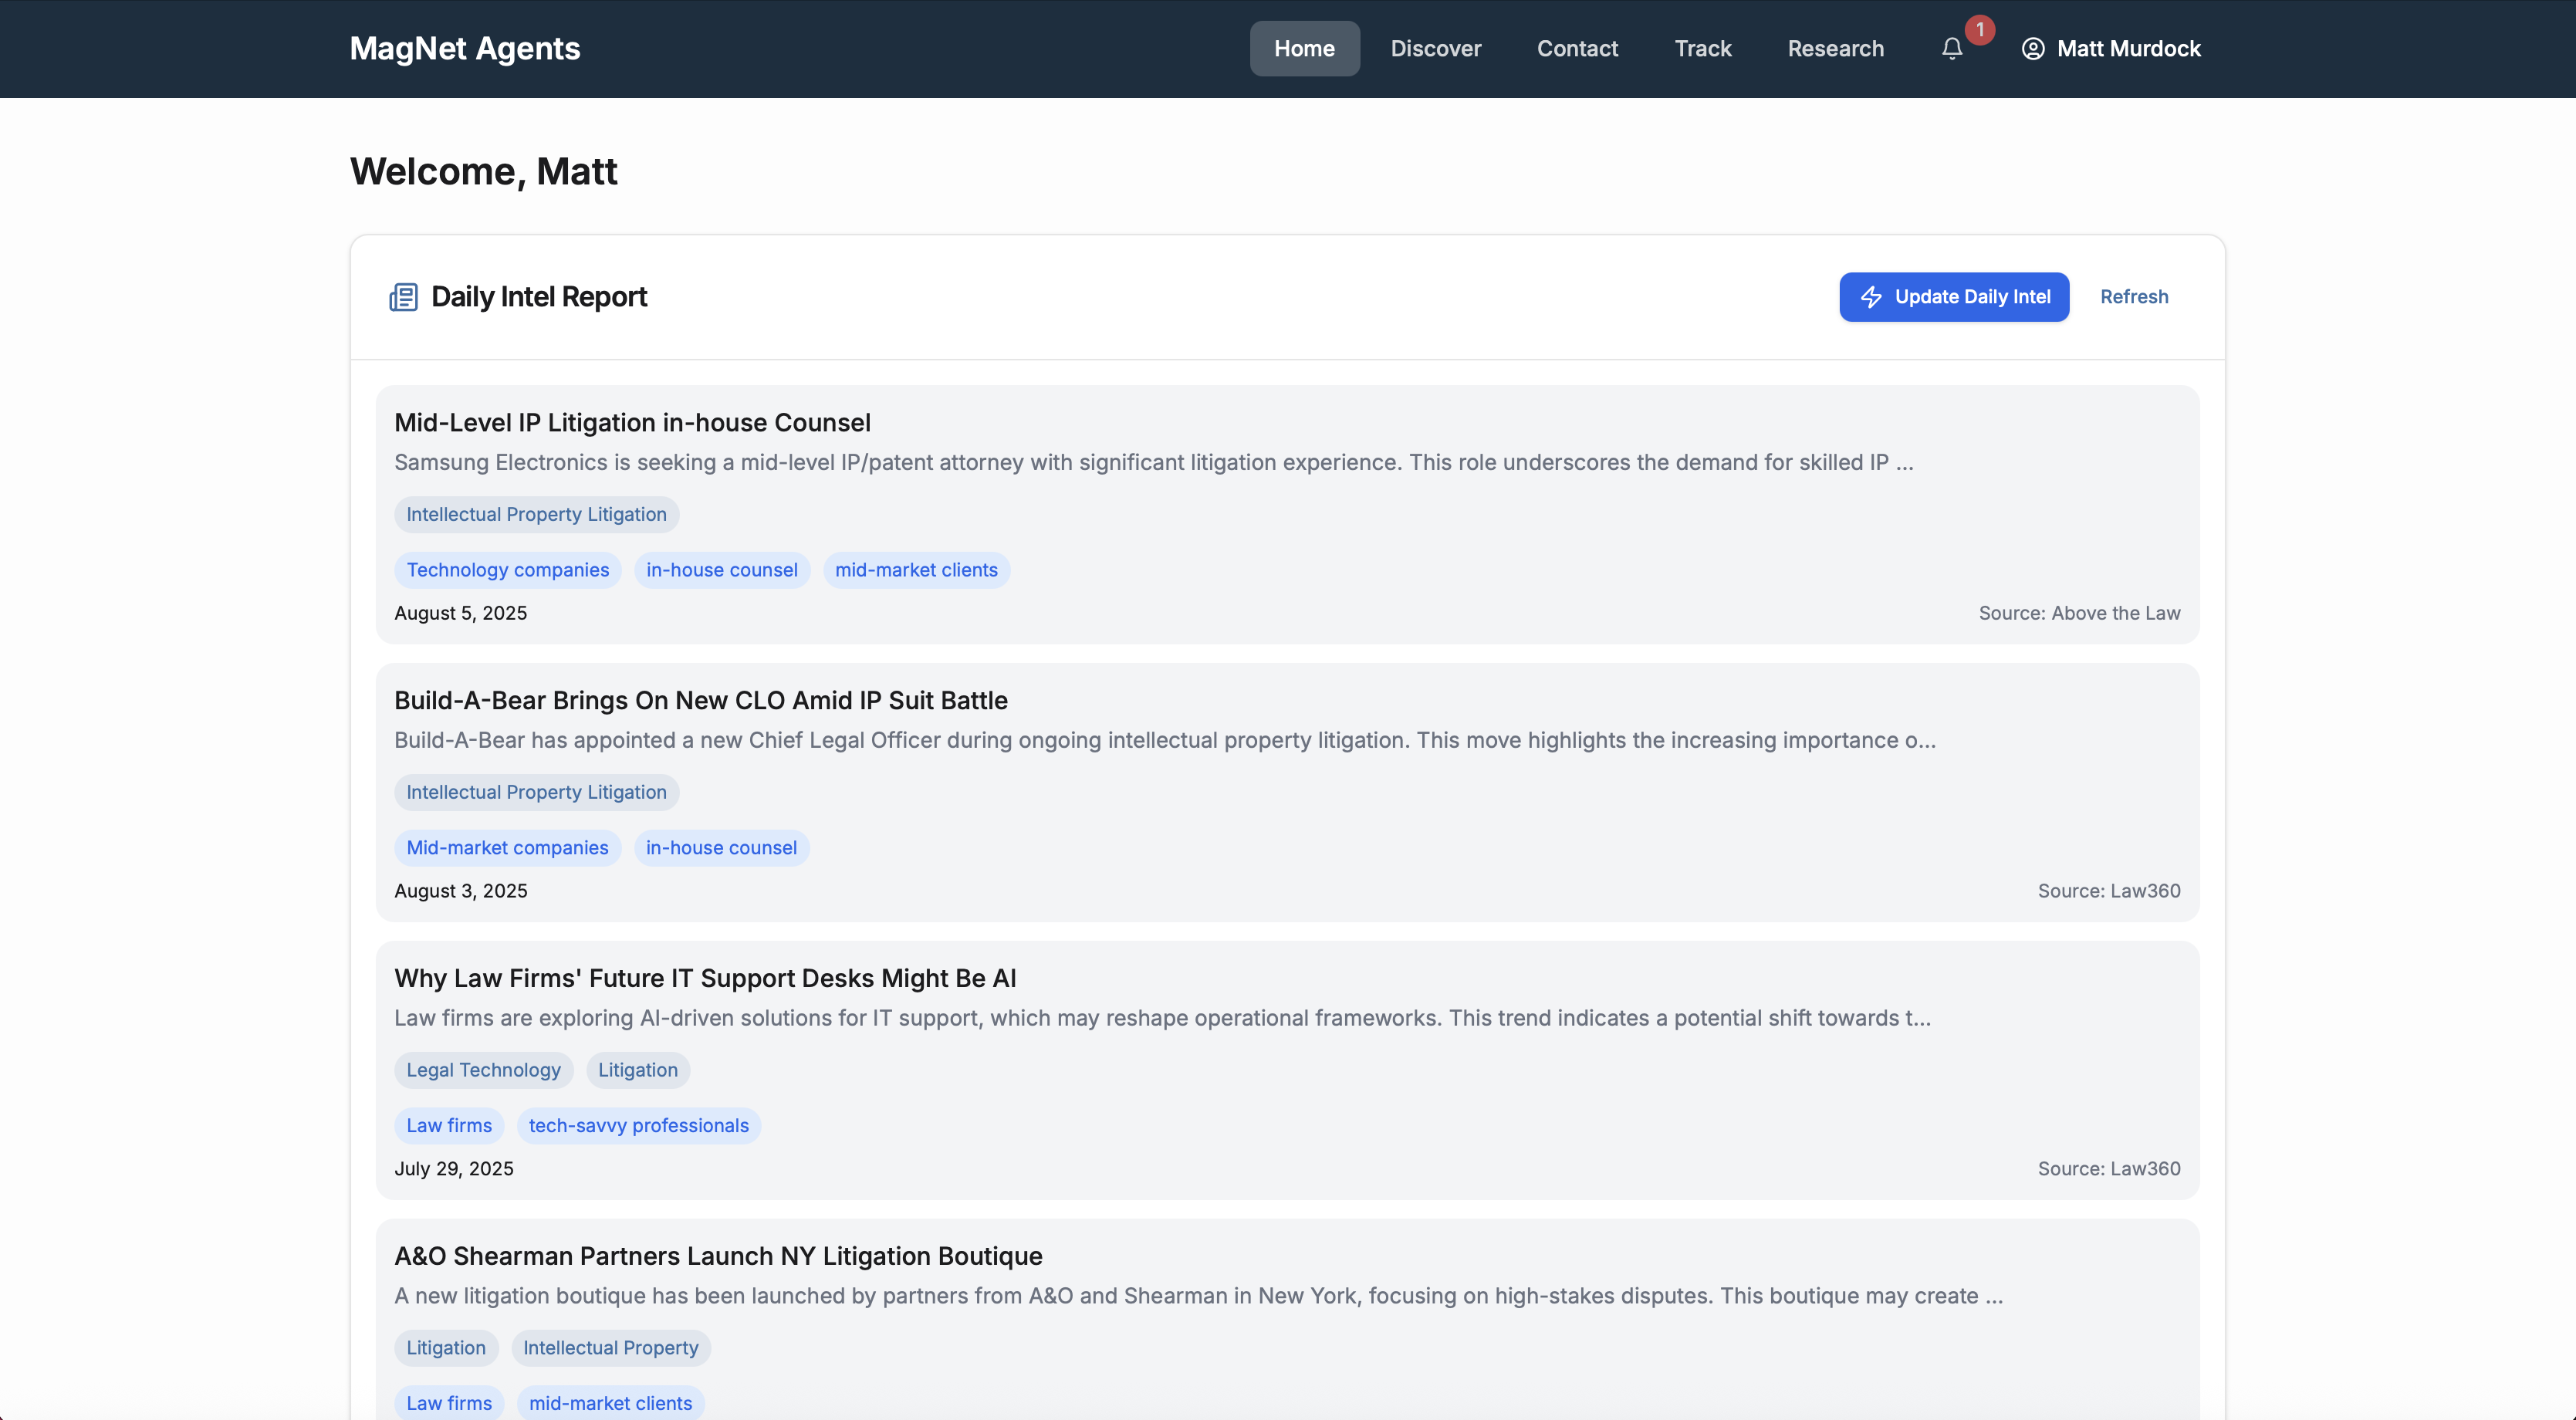 MagNet Agents
Home Discover Contact Track Research 1 Matt Murdock
Welcome, Matt
Daily Intel Report
Update Daily Intel Refresh
Mid-Level IP Litigation in-house Counsel
Samsung Electronics is seeking a mid-level IP/patent attorney with significant litigation experience. This role underscores the demand for skilled IP ...
Intellectual Property Litigation
Technology companies in-house counsel mid-market clients
August 5, 2025 Source: Above the Law
Build-A-Bear Brings On New CLO Amid IP Suit Battle
Build-A-Bear has appointed a new Chief Legal Officer during ongoing intellectual property litigation. This move highlights the increasing importance o...
Intellectual Property Litigation
Mid-market companies in-house counsel
August 3, 2025 Source: Law360
Why Law Firms' Future IT Support Desks Might Be AI
Law firms are exploring AI-driven solutions for IT support, which may reshape operational frameworks. This trend indicates a potential shift towards t...
Legal Technology Litigation
Law firms tech-savvy professionals
July 29, 2025 Source: Law360
A&O Shearman Partners Launch NY Litigation Boutique
A new litigation boutique has been launched by partners from A&O and Shearman in New York, focusing on high-stakes disputes. This boutique may create ...
Litigation Intellectual Property
Law firms mid-market clients